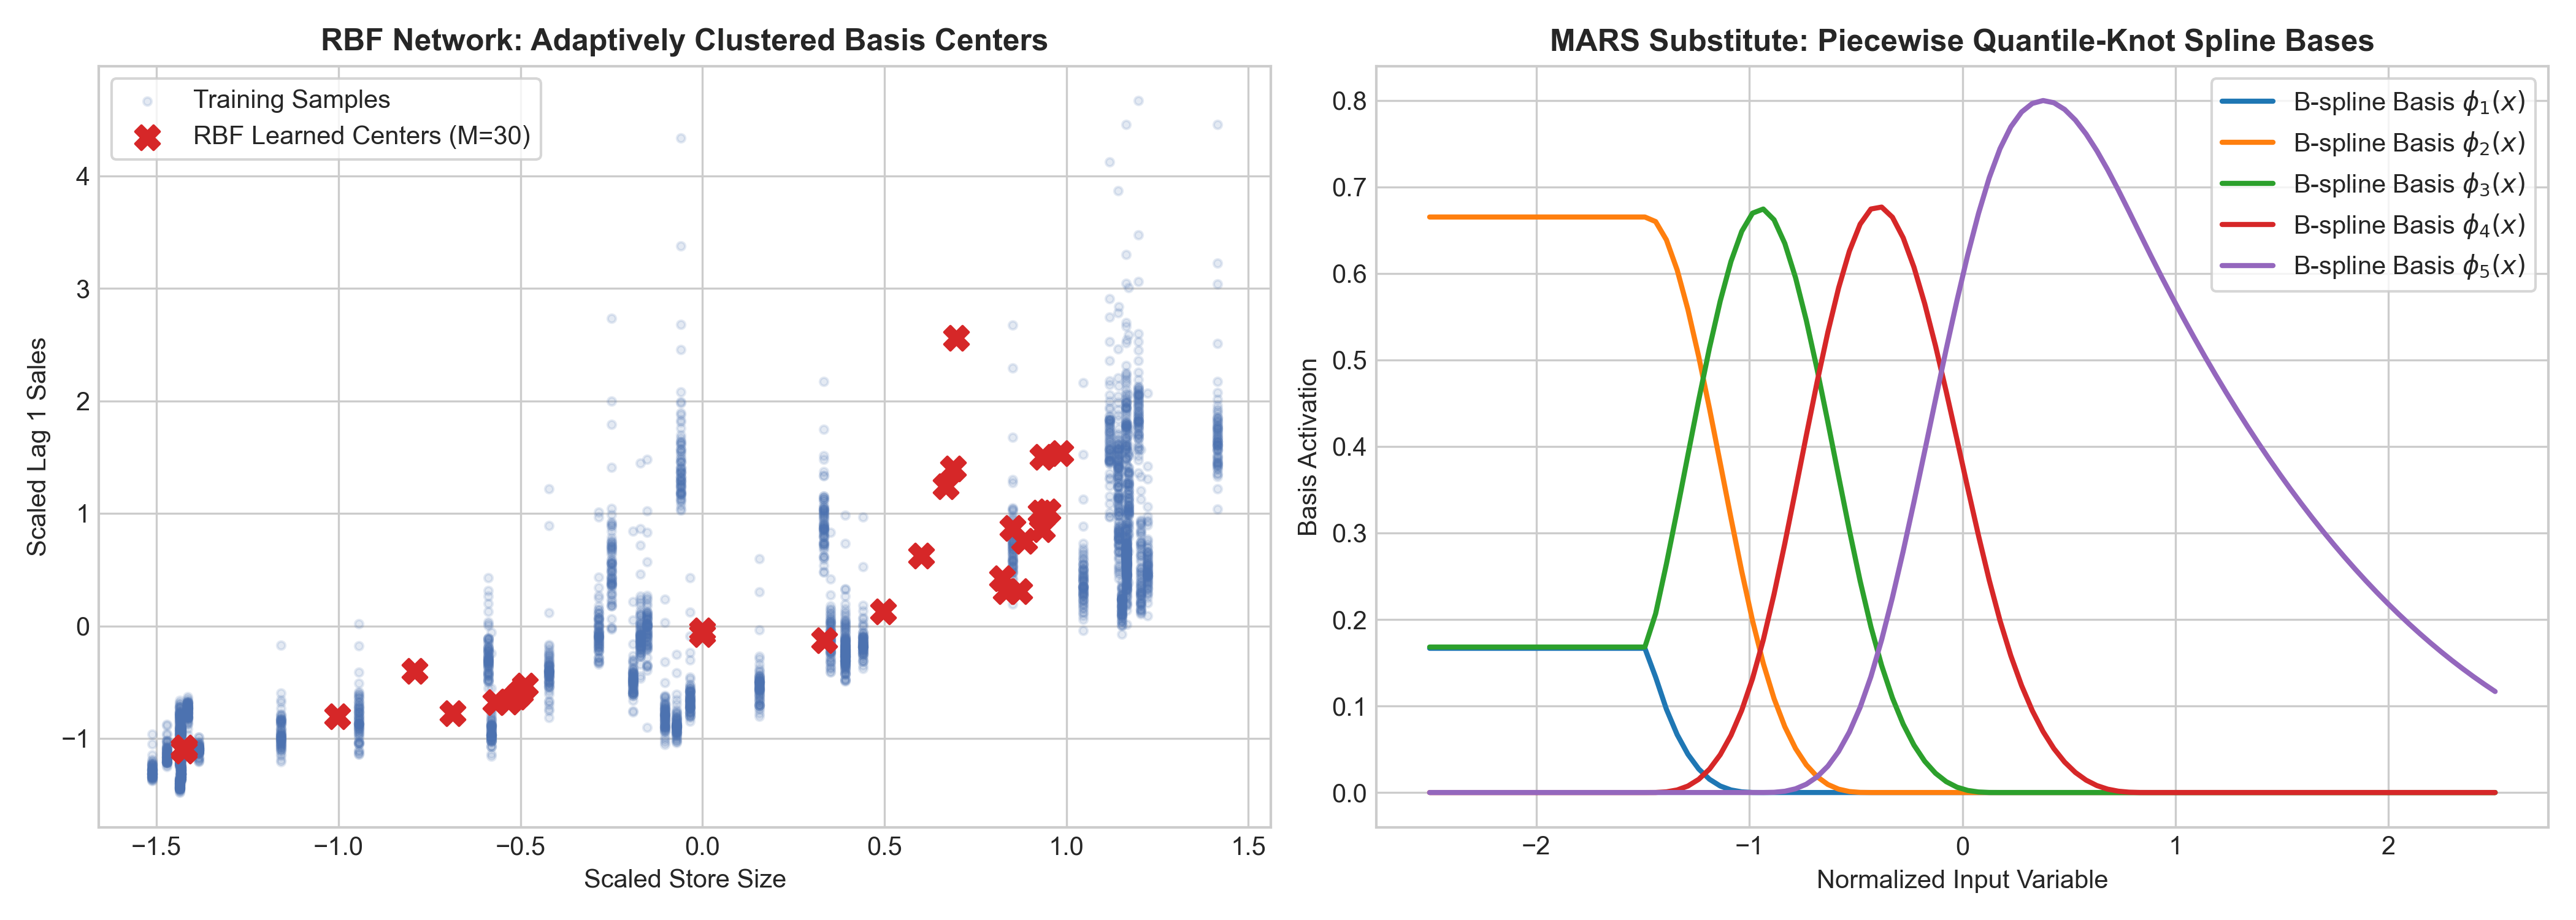 RBF Network: Adaptively Clustered Basis Centers
Training Samples
RBF Learned Centers (M=30)
Scaled Lag 1 Sales
4
3
2
1
0
−1
−1.5
−1.0
−0.5
0.0
0.5
1.0
1.5
Scaled Store Size
MARS Substitute: Piecewise Quantile-Knot Spline Bases
B-spline Basis ϕ₁(x)
B-spline Basis ϕ₂(x)
B-spline Basis ϕ₃(x)
B-spline Basis ϕ₄(x)
B-spline Basis ϕ₅(x)
Basis Activation
0.8
0.7
0.6
0.5
0.4
0.3
0.2
0.1
0.0
−2
−1
0
1
2
Normalized Input Variable